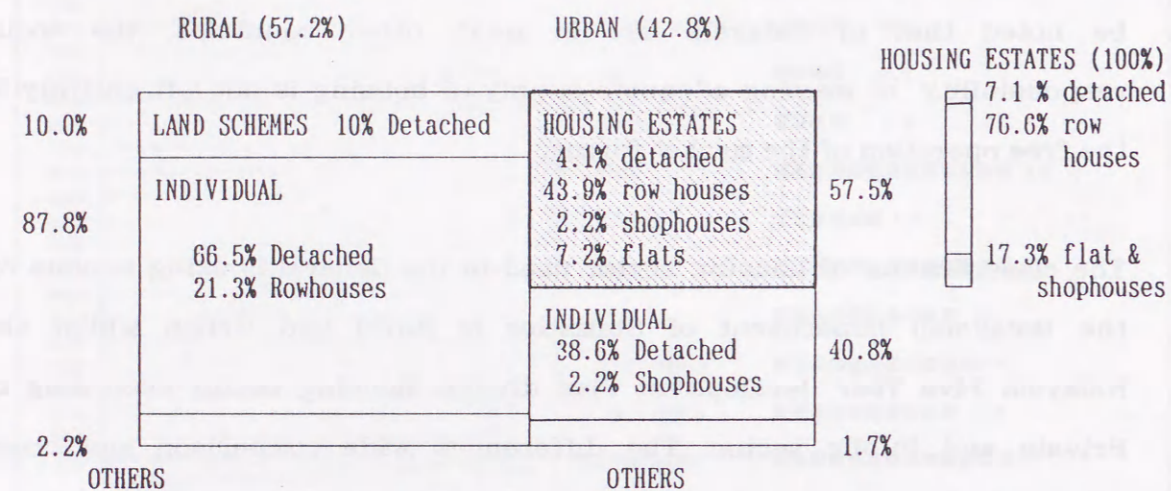 RURAL (57.2%)
URBAN (42.8%)
HOUSING ESTATES (100%)
10.0%
LAND SCHEMES 10% Detached
INDIVIDUAL
87.8%
66.5% Detached
21.3% Rowhouses
2.2%
OTHERS
HOUSING ESTATES
4.1% detached
43.9% row houses
2.2% shophouses
7.2% flats
57.5%
INDIVIDUAL
38.6% Detached
2.2% Shophouses
40.8%
1.7%
OTHERS
7.1 % detached
76.6% row
houses
17.3% flat &
shophouses